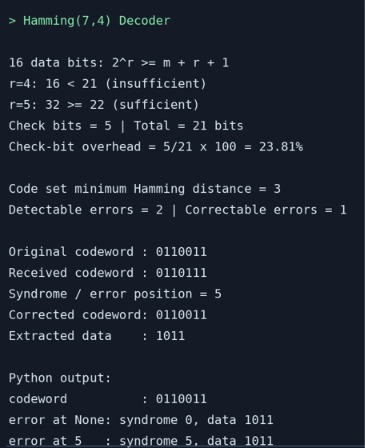 > Hamming(7,4) Decoder
16 data bits: 2^r >= m + r + 1
r=4: 16 < 21 (insufficient)
r=5: 32 >= 22 (sufficient)
Check bits = 5 | Total = 21 bits
Check-bit overhead = 5/21 x 100 = 23.81%
Code set minimum Hamming distance = 3
Detectable errors = 2 | Correctable errors = 1
Original codeword : 0110011
Received codeword : 0110111
Syndrome / error position = 5
Corrected codeword: 0110011
Extracted data    : 1011
Python output:
codeword          : 0110011
error at None: syndrome 0, data 1011
error at 5   : syndrome 5, data 1011